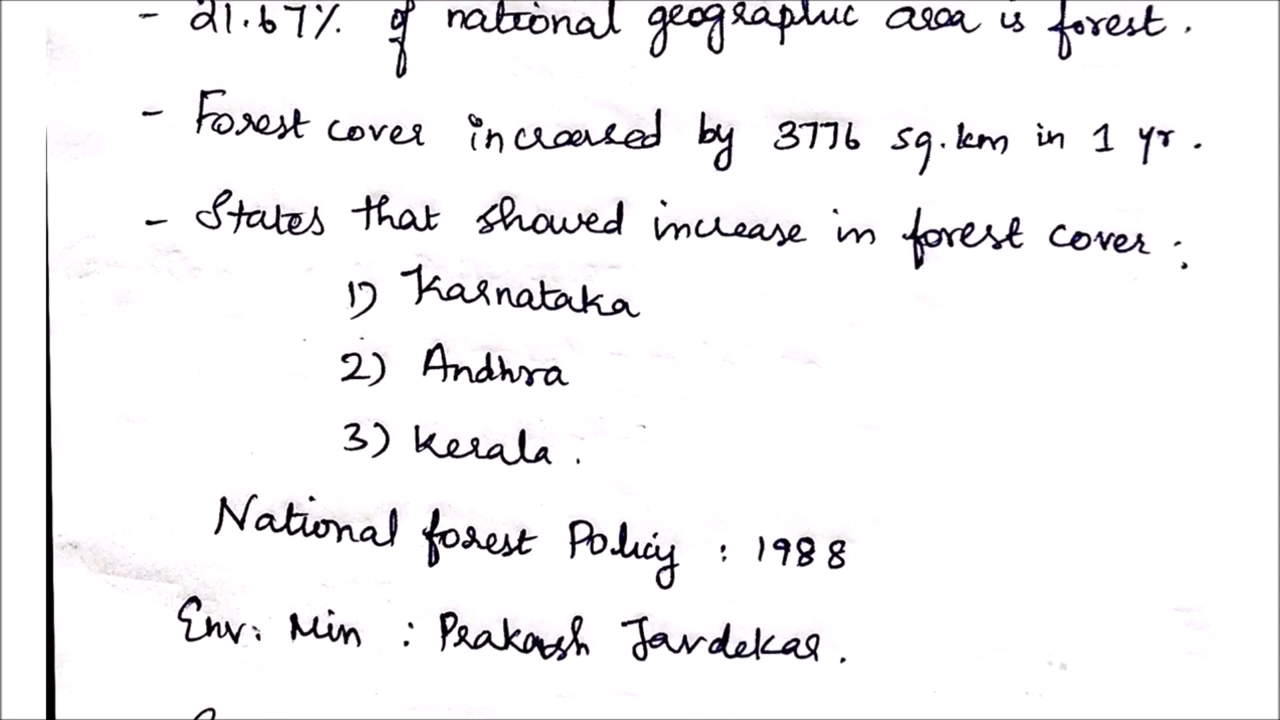 - 21.67% of national geographic area is forest.
- Forest cover increased by 3776 sq.km in 1 yr.
- States that showed increase in forest cover :
1) Karnataka
2) Andhra
3) Kerala.
National forest Policy : 1988
Env. Min : Prakash Javdekar.